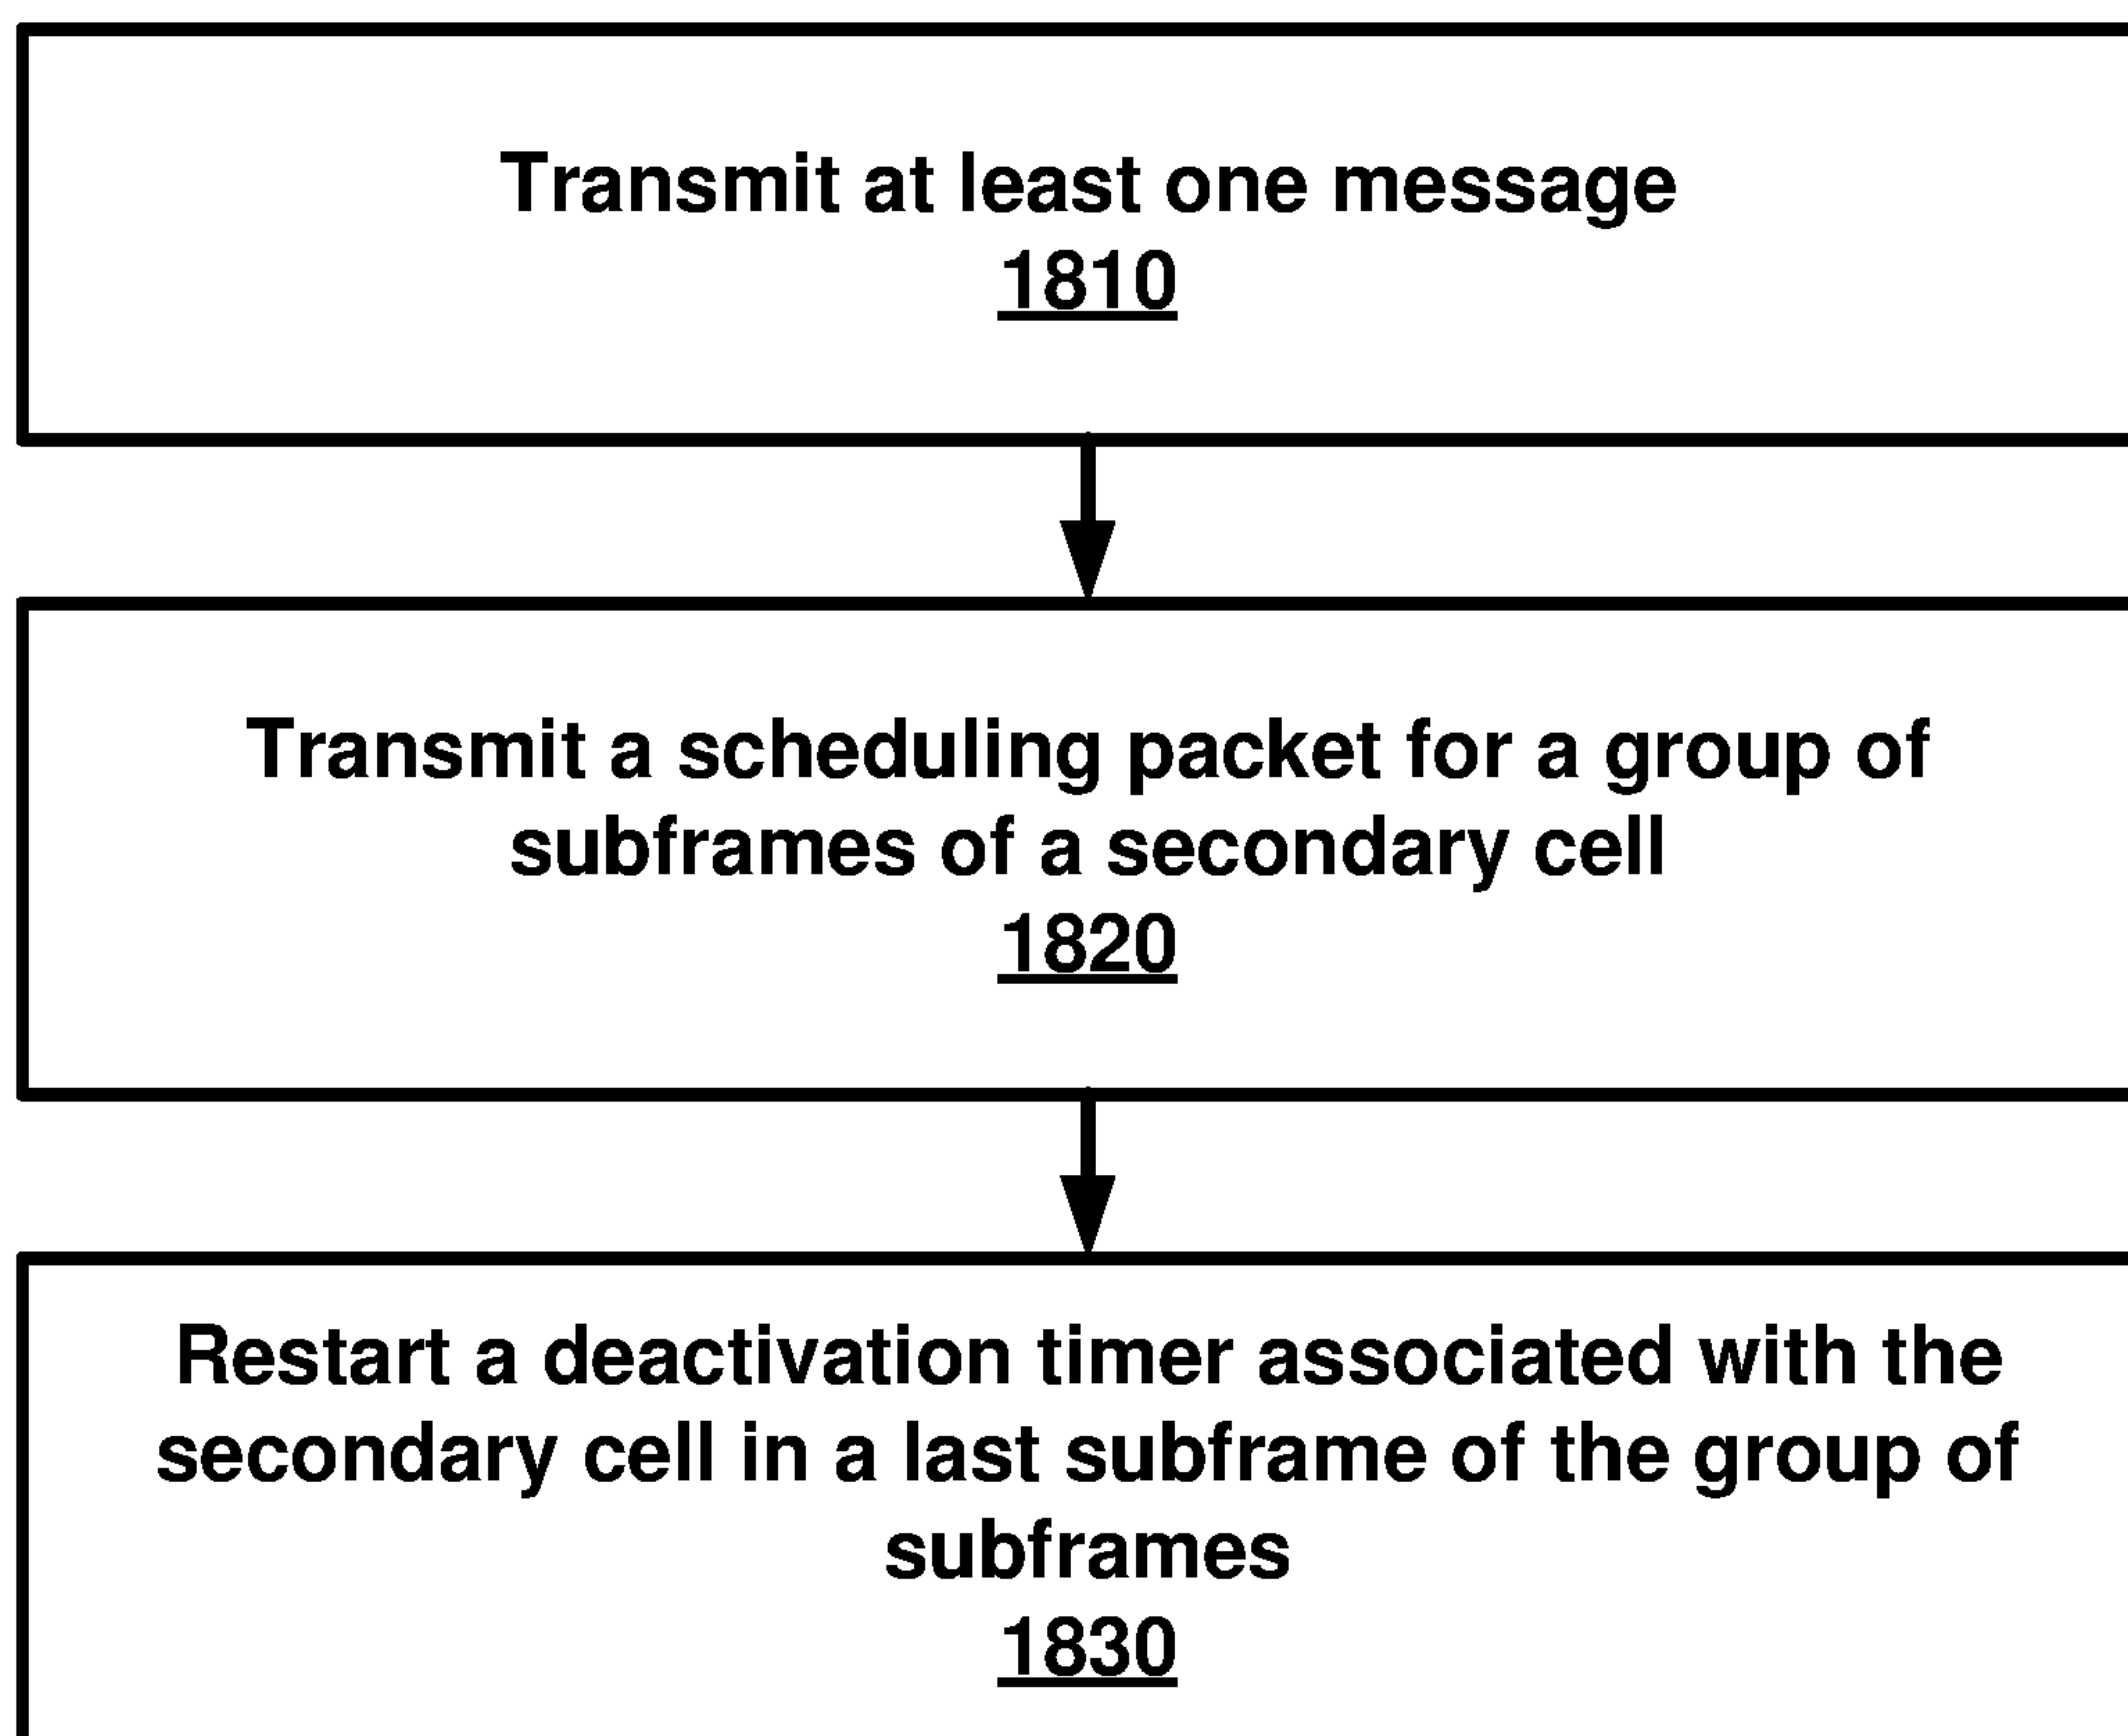 Transmit at least one message
1810
Transmit a scheduling packet for a group of
subframes of a secondary cell
1820
Restart a deactivation timer associated with the
secondary cell in a last subframe of the group of
subframes
1830